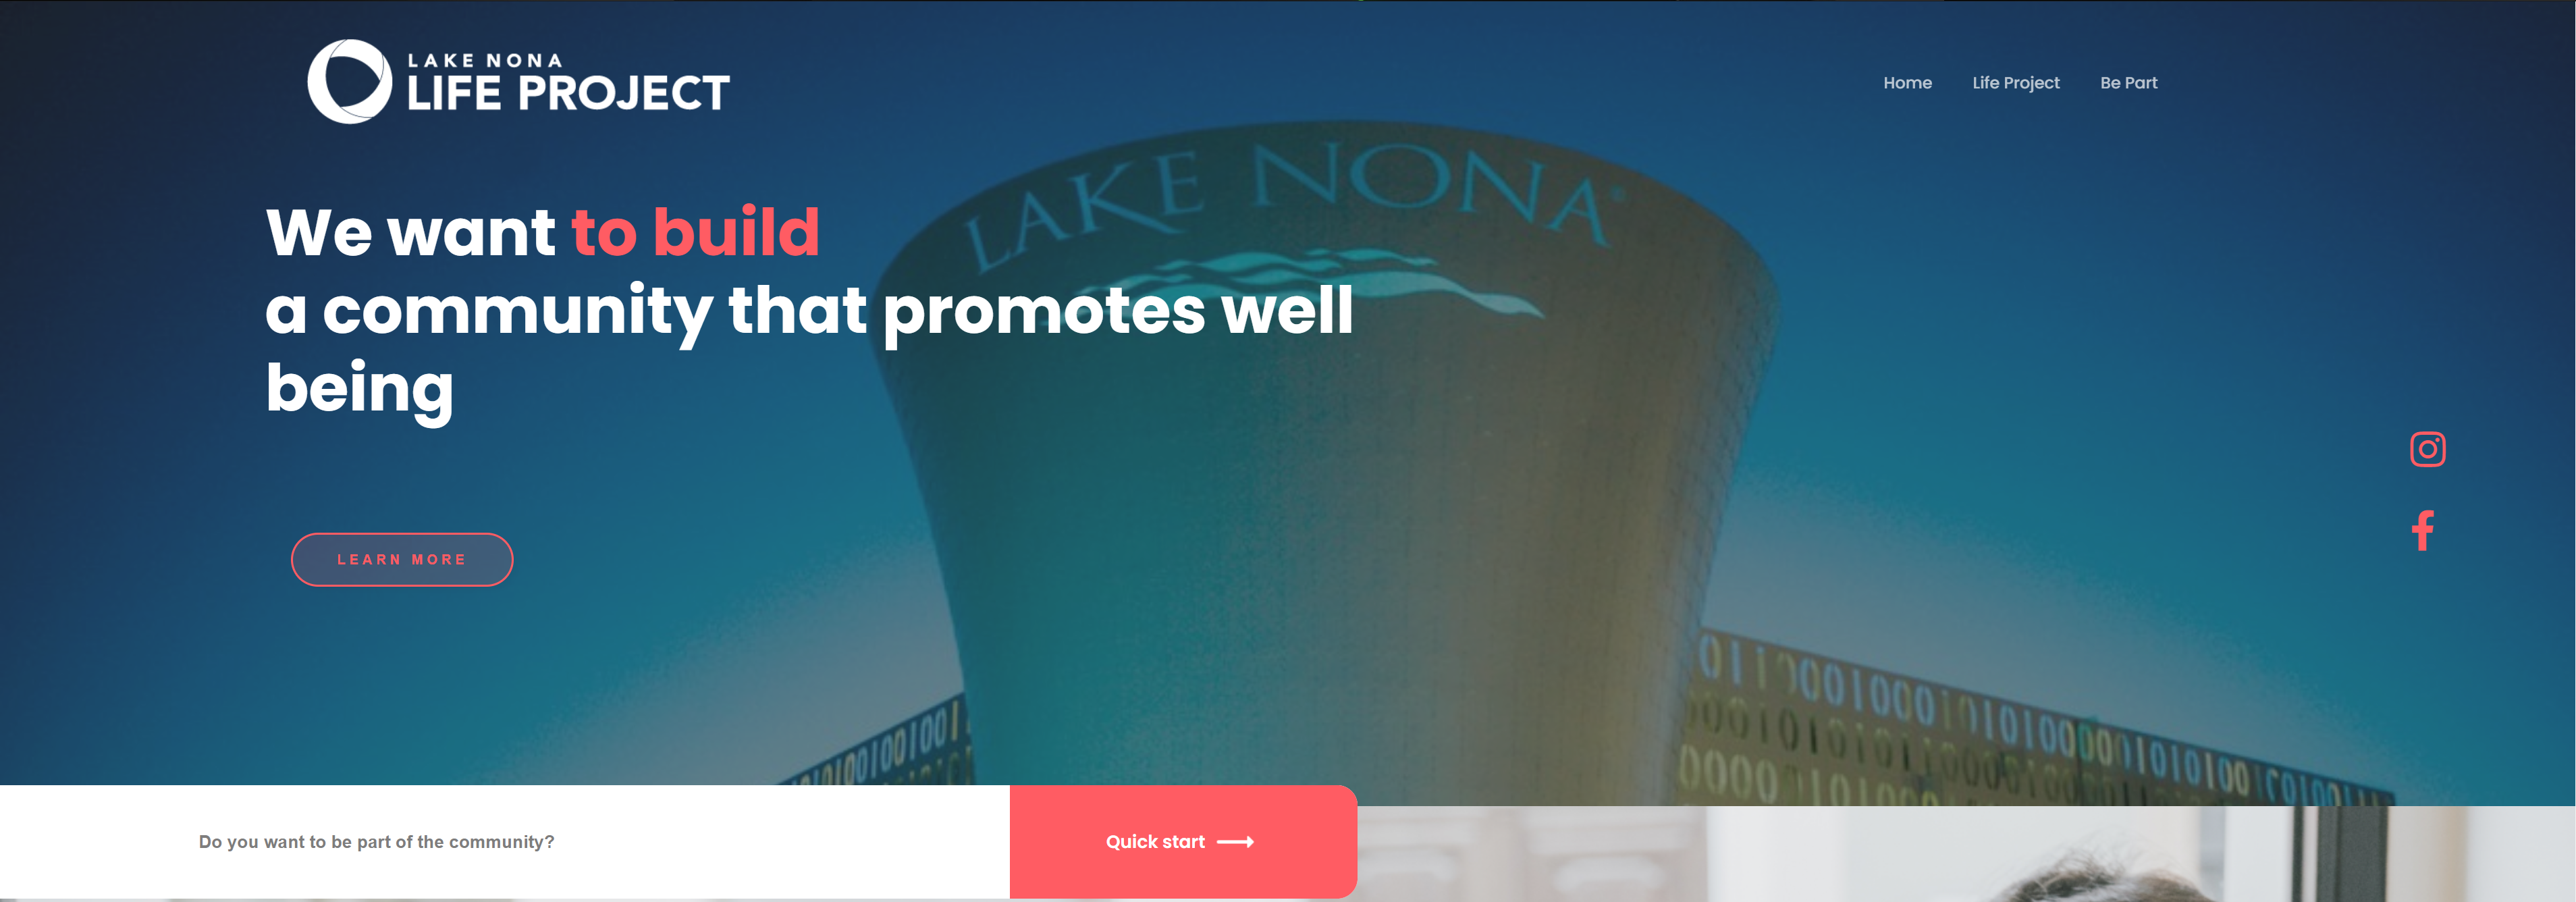 LAKE NONA
LIFE PROJECT
Home Life Project Be Part
LAKE NONA®
We want to build
a community that promotes well
being
LEARN MORE
Do you want to be part of the community?
Quick start